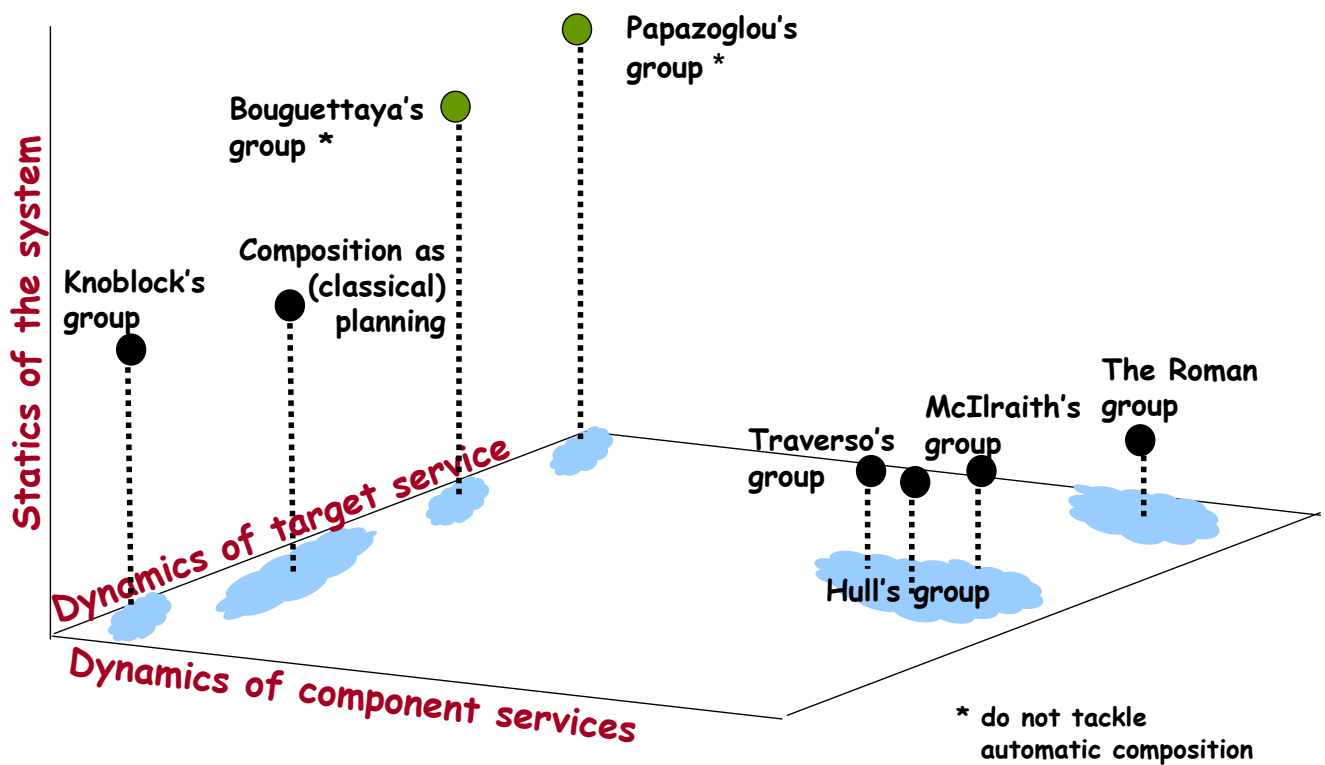 Papazoglou's
group *
Bouguettaya's
group *
Statics of the system
Composition as
(classical)
planning
Knoblock's
group
The Roman
group
McIlraith's
group
Traverso's
group
Dynamics of target service
Hull's group
Dynamics of component services
* do not tackle
automatic composition